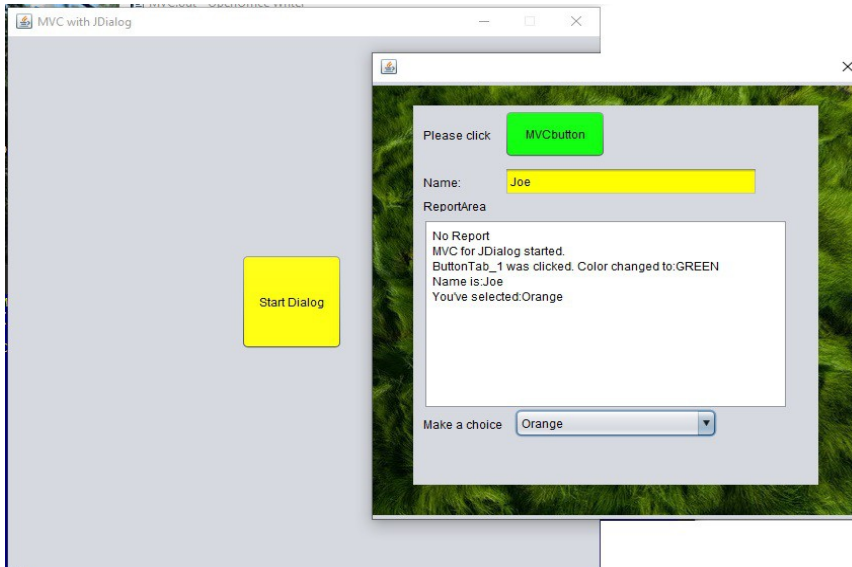 MVC with JDialog
Please click
MVCbutton
Name:
Joe
ReportArea
No Report
MVC for JDialog started.
ButtonTab_1 was clicked. Color changed to:GREEN
Name is:Joe
You've selected:Orange
Start Dialog
Make a choice
Orange